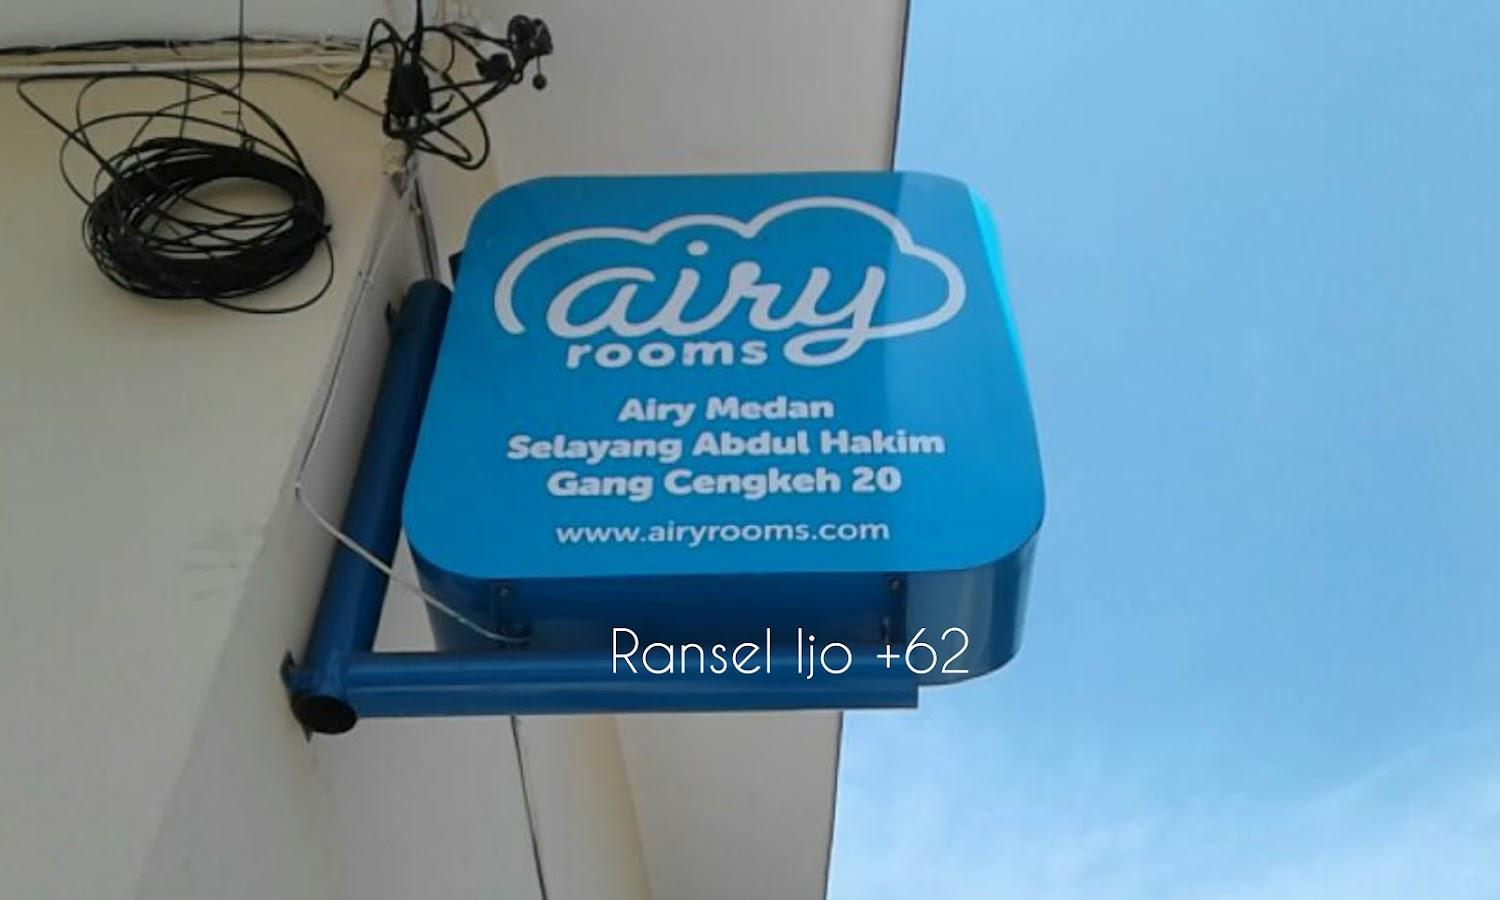 airy
rooms
Airy Medan
Selayang Abdul Hakim
Gang Cengkeh 20
www.airyrooms.com
Ransel Ijo +62